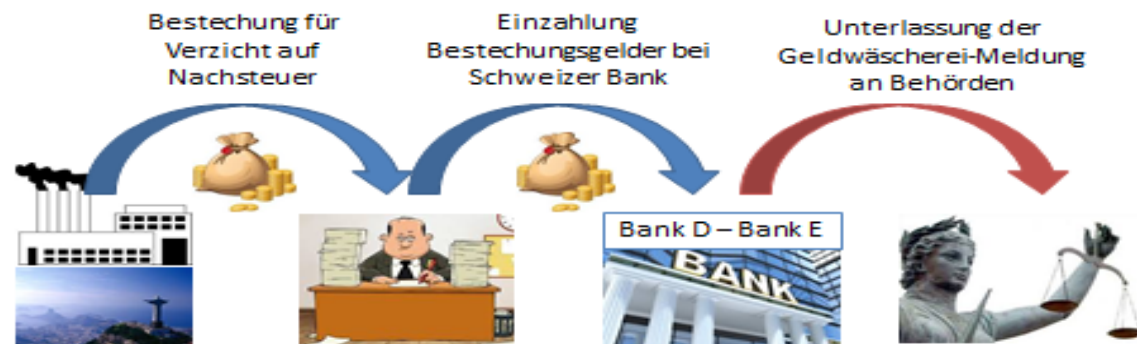 Bestechung für
Verzicht auf
Nachsteuer
Einzahlung
Bestechungsgelder bei
Schweizer Bank
Unterlassung der
Geldwäscherei-Meldung
an Behörden
Bank D – Bank E
BANK